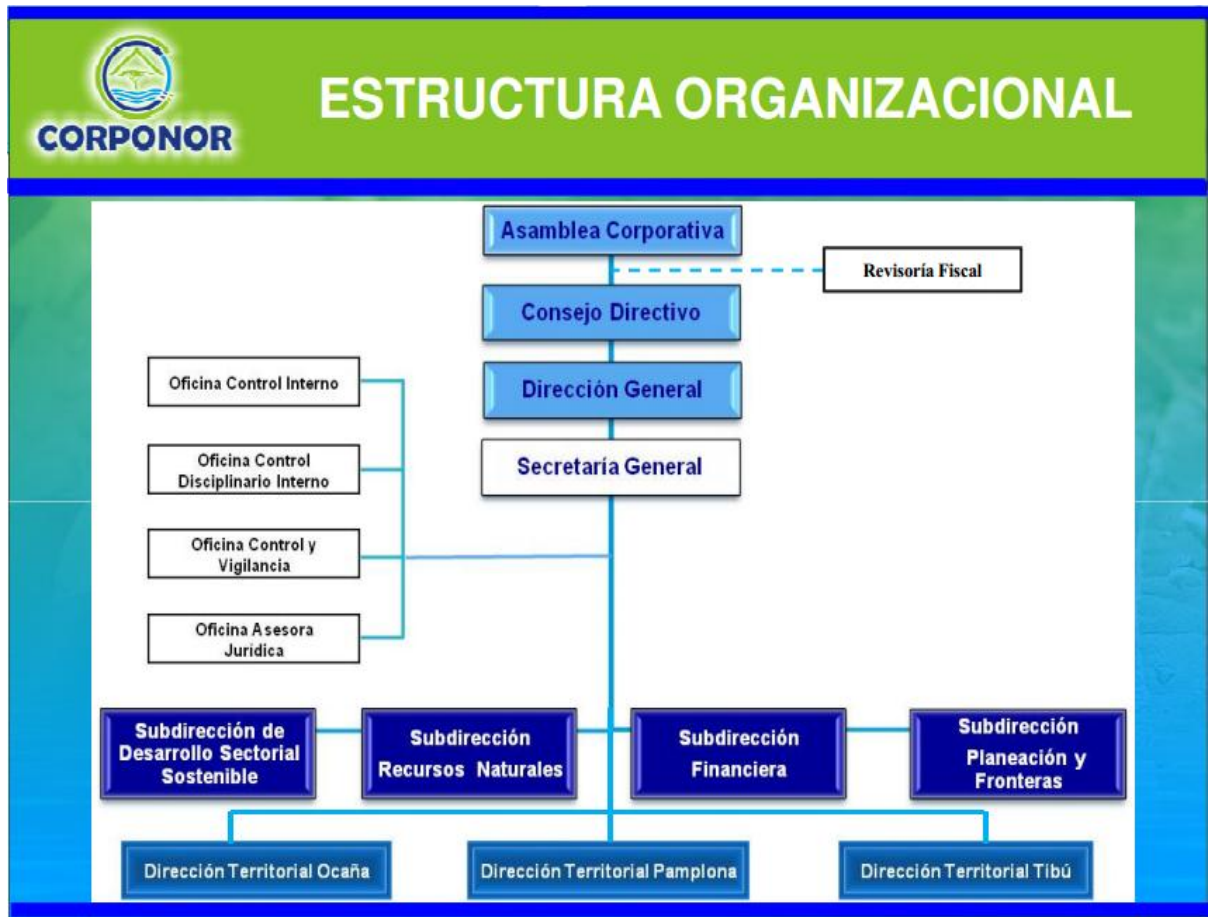 CORPONOR
ESTRUCTURA ORGANIZACIONAL
Asamblea Corporativa
Revisoría Fiscal
Consejo Directivo
Dirección General
Secretaría General
Oficina Control Interno
Oficina Control
Disciplinario Interno
Oficina Control y
Vigilancia
Oficina Asesora
Jurídica
Subdirección de
Desarrollo Sectorial
Sostenible
Subdirección
Recursos Naturales
Subdirección
Financiera
Subdirección
Planeación y
Fronteras
Dirección Territorial Ocaña
Dirección Territorial Pamplona
Dirección Territorial Tibú